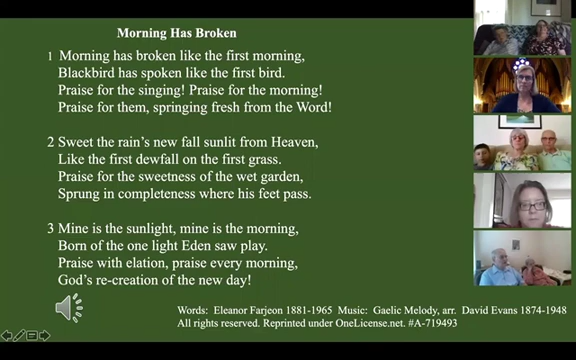 Morning Has Broken
1 Morning has broken like the first morning,
Blackbird has spoken like the first bird.
Praise for the singing! Praise for the morning!
Praise for them, springing fresh from the Word!
2 Sweet the rain's new fall sunlit from Heaven,
Like the first dewfall on the first grass.
Praise for the sweetness of the wet garden,
Sprung in completeness where his feet pass.
3 Mine is the sunlight, mine is the morning,
Born of the one light Eden saw play.
Praise with elation, praise every morning,
God's re-creation of the new day!
Words: Eleanor Farjeon 1881-1965 Music: Gaelic Melody, arr. David Evans 1874-1948
All rights reserved. Reprinted under OneLicense.net. #A-719493